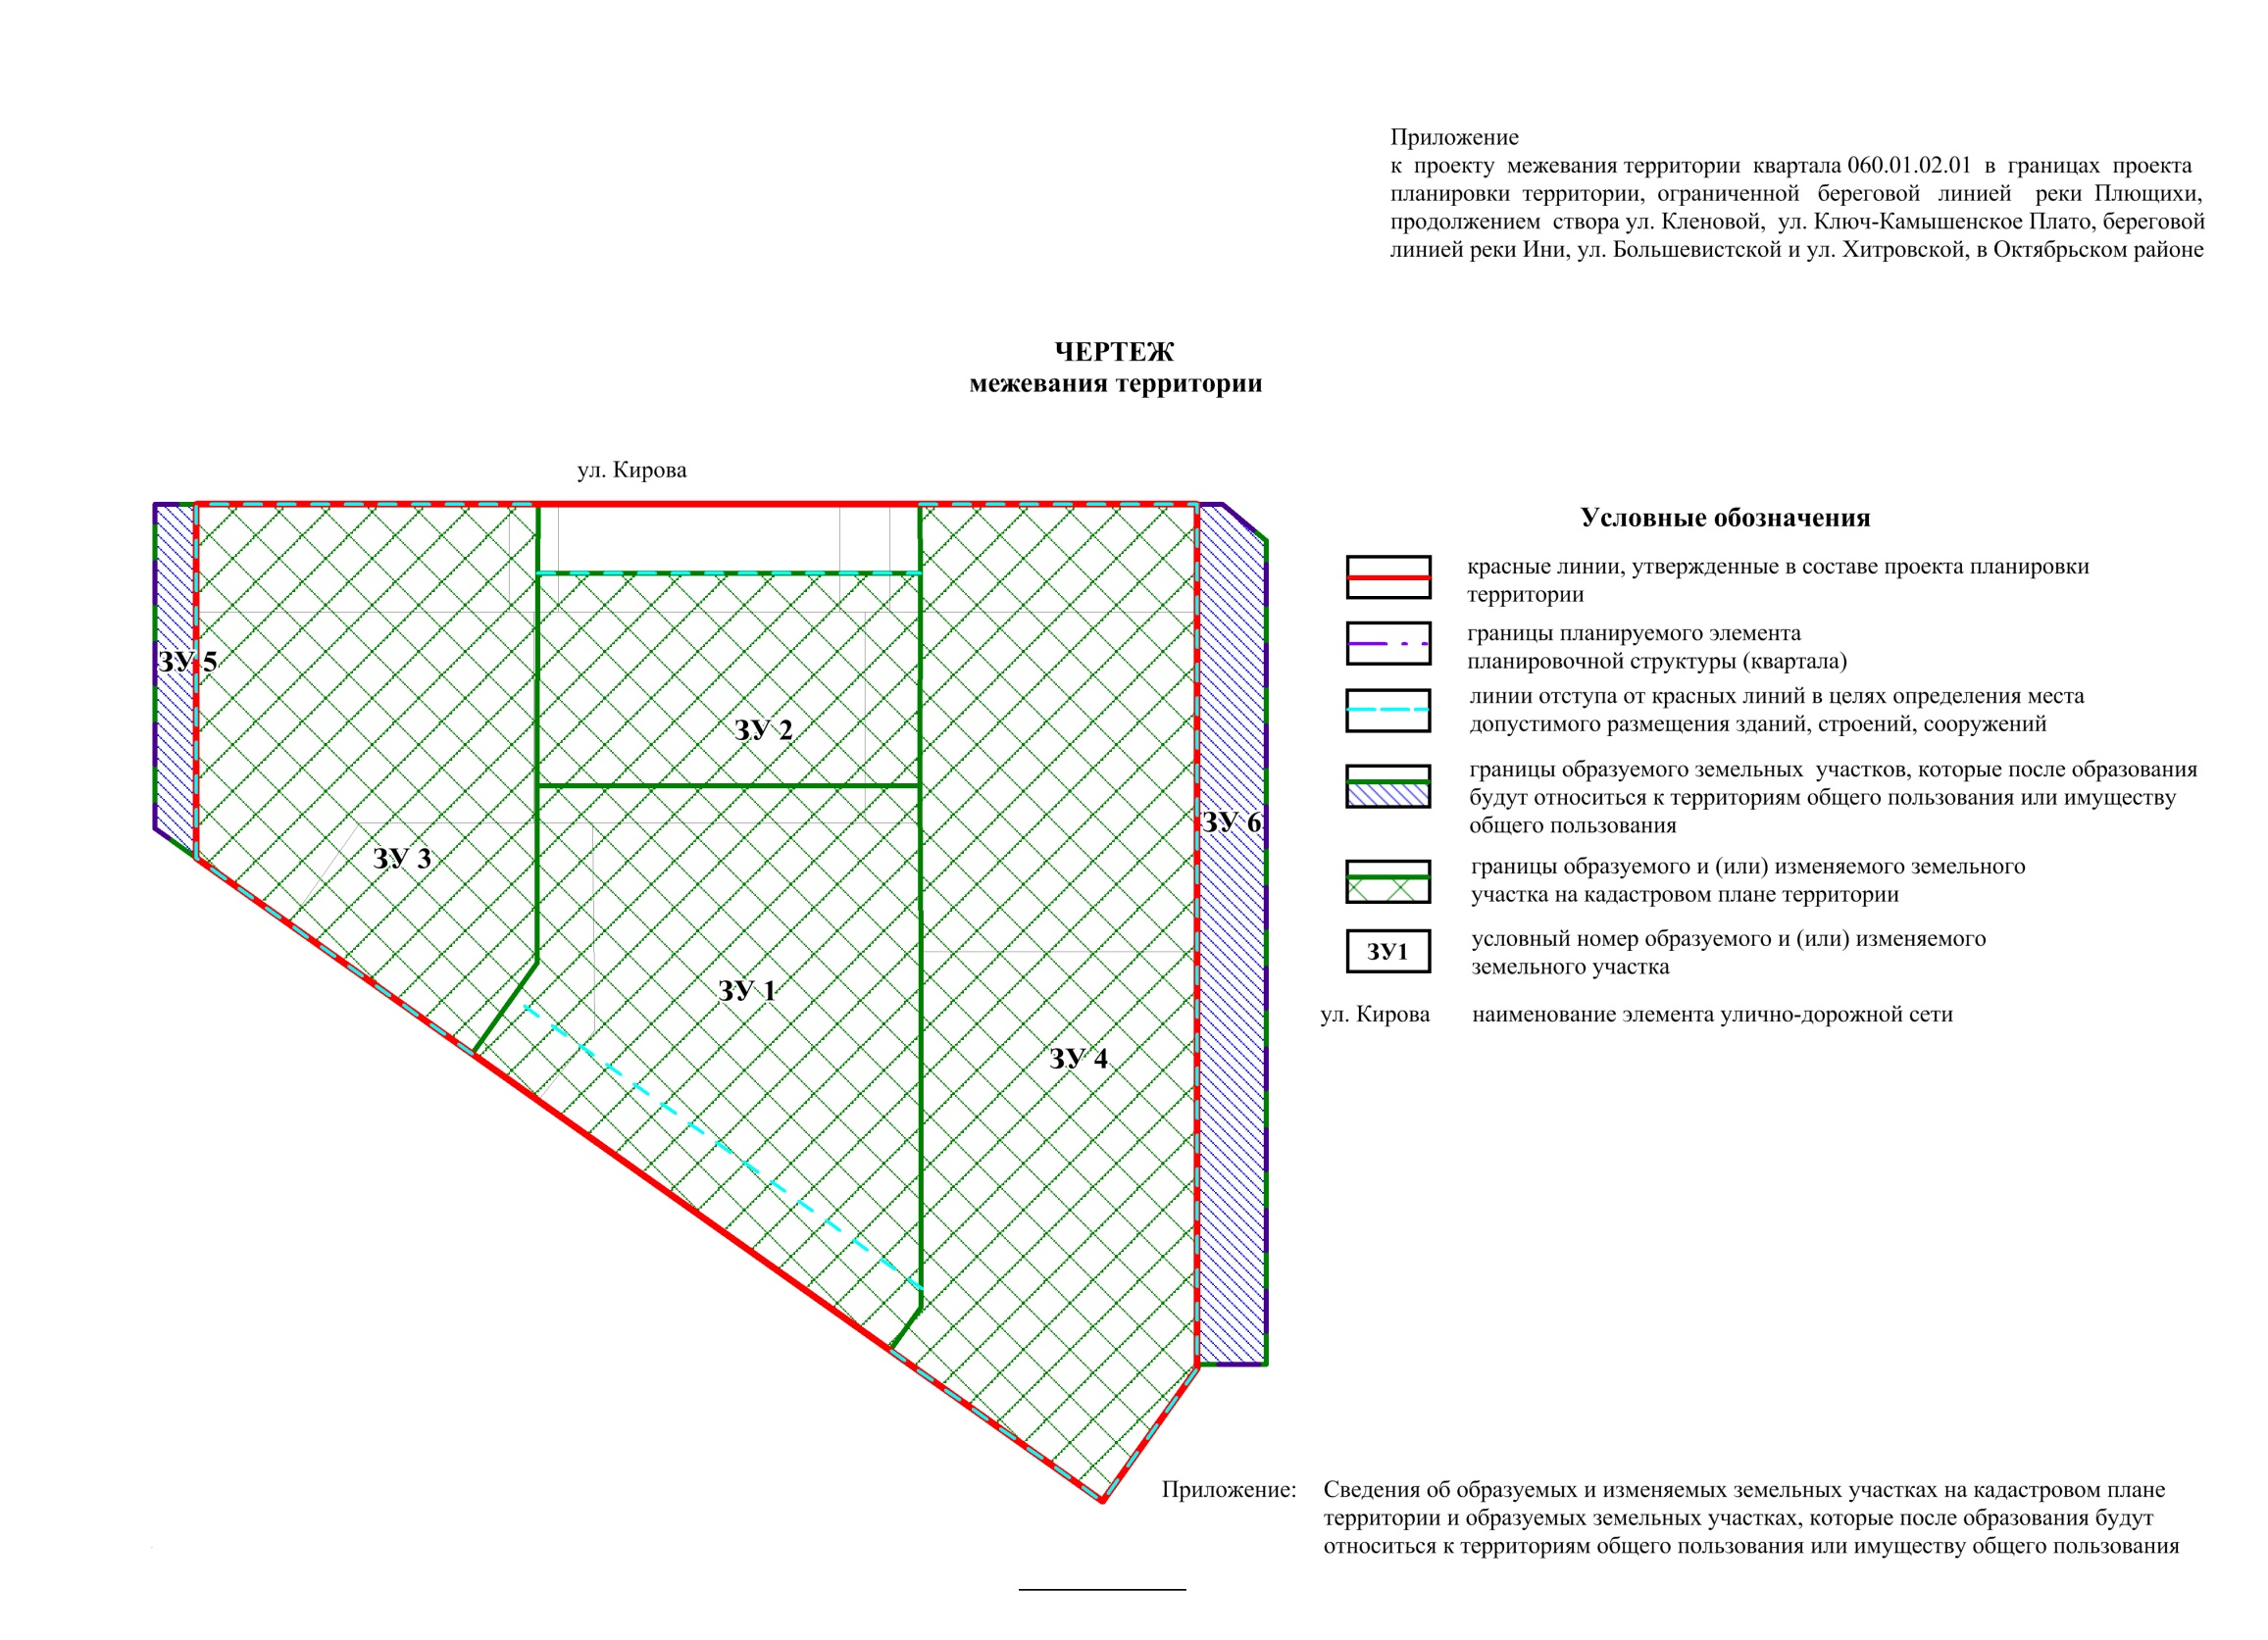 Приложение
к проекту межевания территории квартала 060.01.02.01 в границах проекта
планировки территории, ограниченной береговой линией реки Плющихи,
продолжением створа ул. Кленовой, ул. Ключ-Камышенское Плато, береговой
линией реки Ини, ул. Большевистской и ул. Хитровской, в Октябрьском районе
ЧЕРТЕЖ
межевания территории
ул. Кирова
ЗУ 5
ЗУ 2
ЗУ 3
ЗУ 1
ЗУ 4
ЗУ 6
Условные обозначения
красные линии, утвержденные в составе проекта планировки
территории
границы планируемого элемента
планировочной структуры (квартала)
линии отступа от красных линий в целях определения места
допустимого размещения зданий, строений, сооружений
границы образуемого земельных участков, которые после образования
будут относиться к территориям общего пользования или имуществу
общего пользования
границы образуемого и (или) изменяемого земельного
участка на кадастровом плане территории
ЗУ1 условный номер образуемого и (или) изменяемого
земельного участка
ул. Кирова наименование элемента улично-дорожной сети
Приложение: Сведения об образуемых и изменяемых земельных участках на кадастровом плане
территории и образуемых земельных участках, которые после образования будут
относиться к территориям общего пользования или имуществу общего пользования